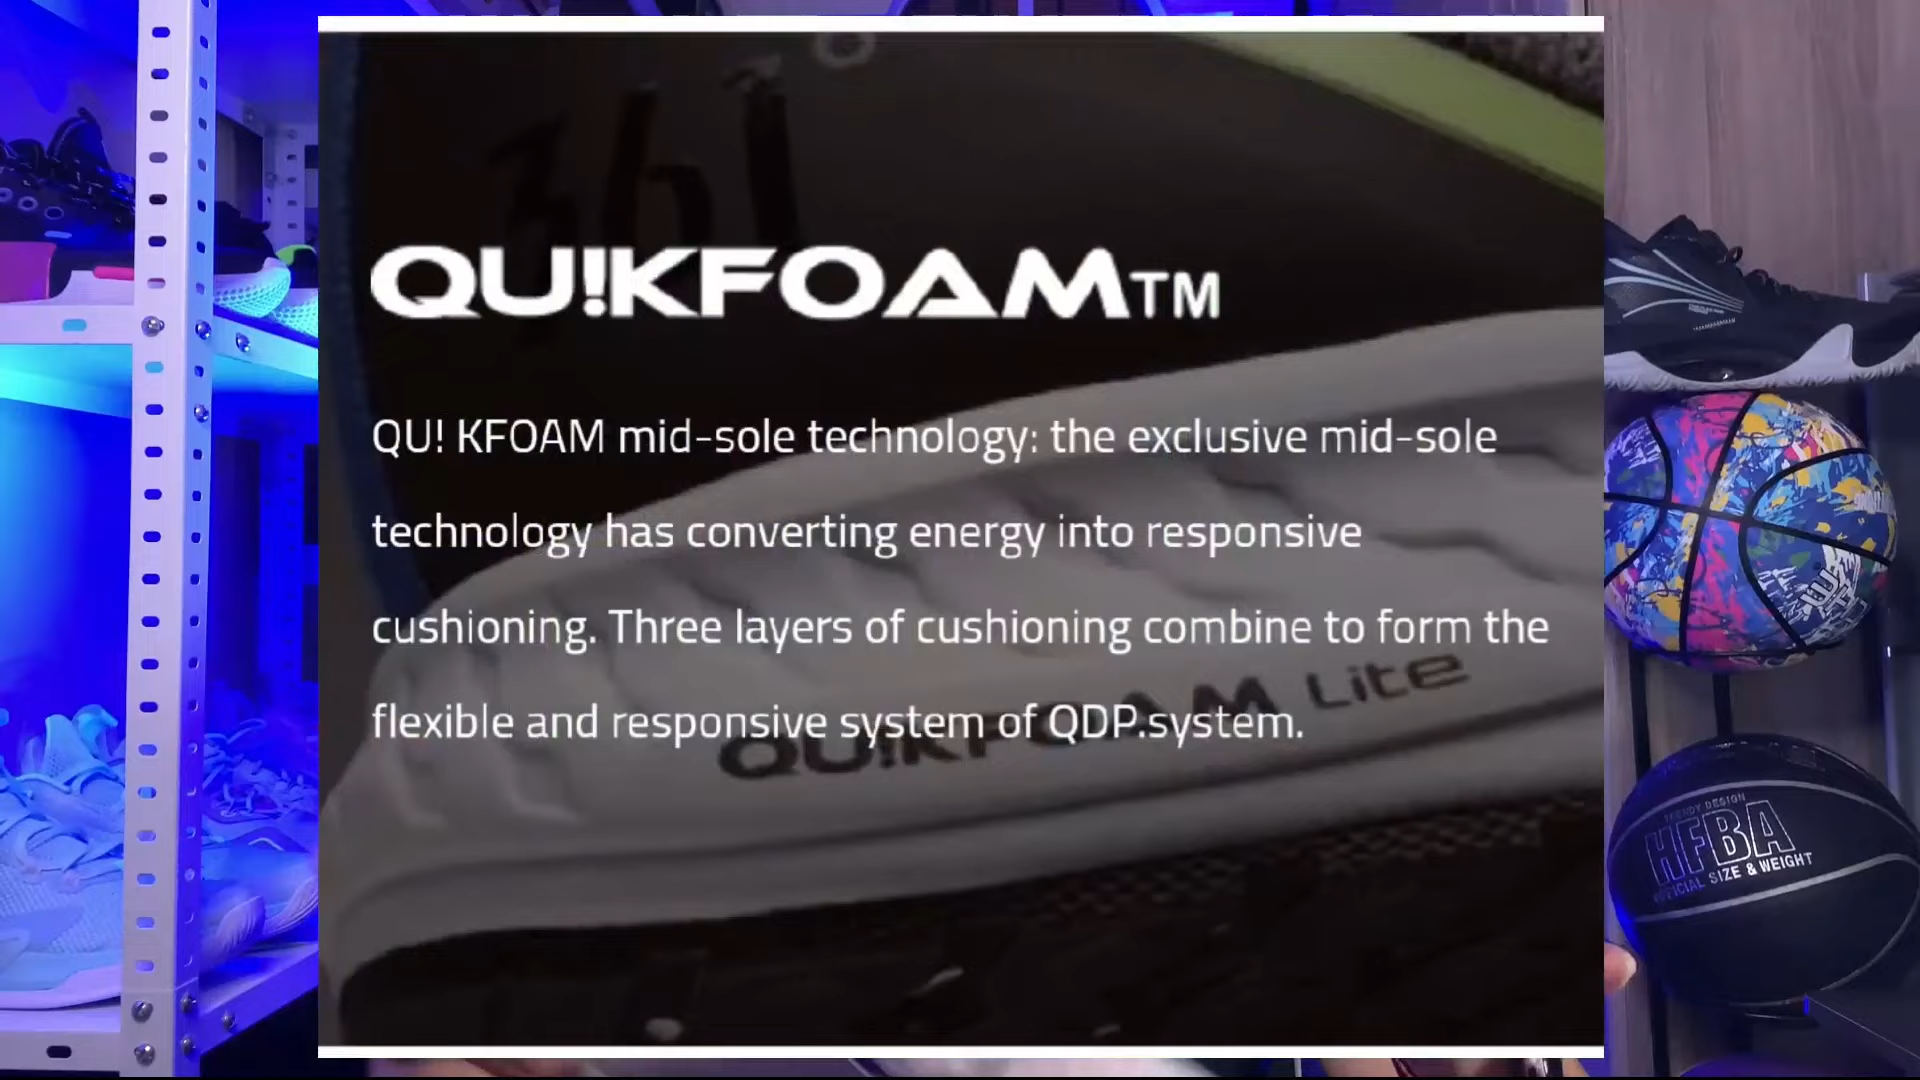 361°
QU!KFOAM™
QU! KFOAM mid-sole technology: the exclusive mid-sole
technology has converting energy into responsive
cushioning. Three layers of cushioning combine to form the
flexible and responsive system of QDP.system.
QU!KFOAM Lite
TRENDY DESIGN
HFBA
OFFICIAL SIZE & WEIGHT